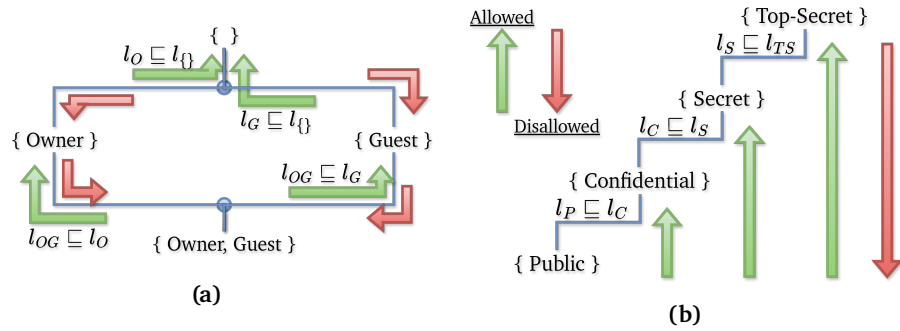 { }
l_O ⊑ l_{}
l_G ⊑ l_{}
{ Owner }
{ Guest }
l_OG ⊑ l_G
l_OG ⊑ l_O
{ Owner, Guest }
(a)
Allowed
Disallowed
{ Top-Secret }
l_S ⊑ l_TS
{ Secret }
l_C ⊑ l_S
{ Confidential }
l_P ⊑ l_C
{ Public }
(b)